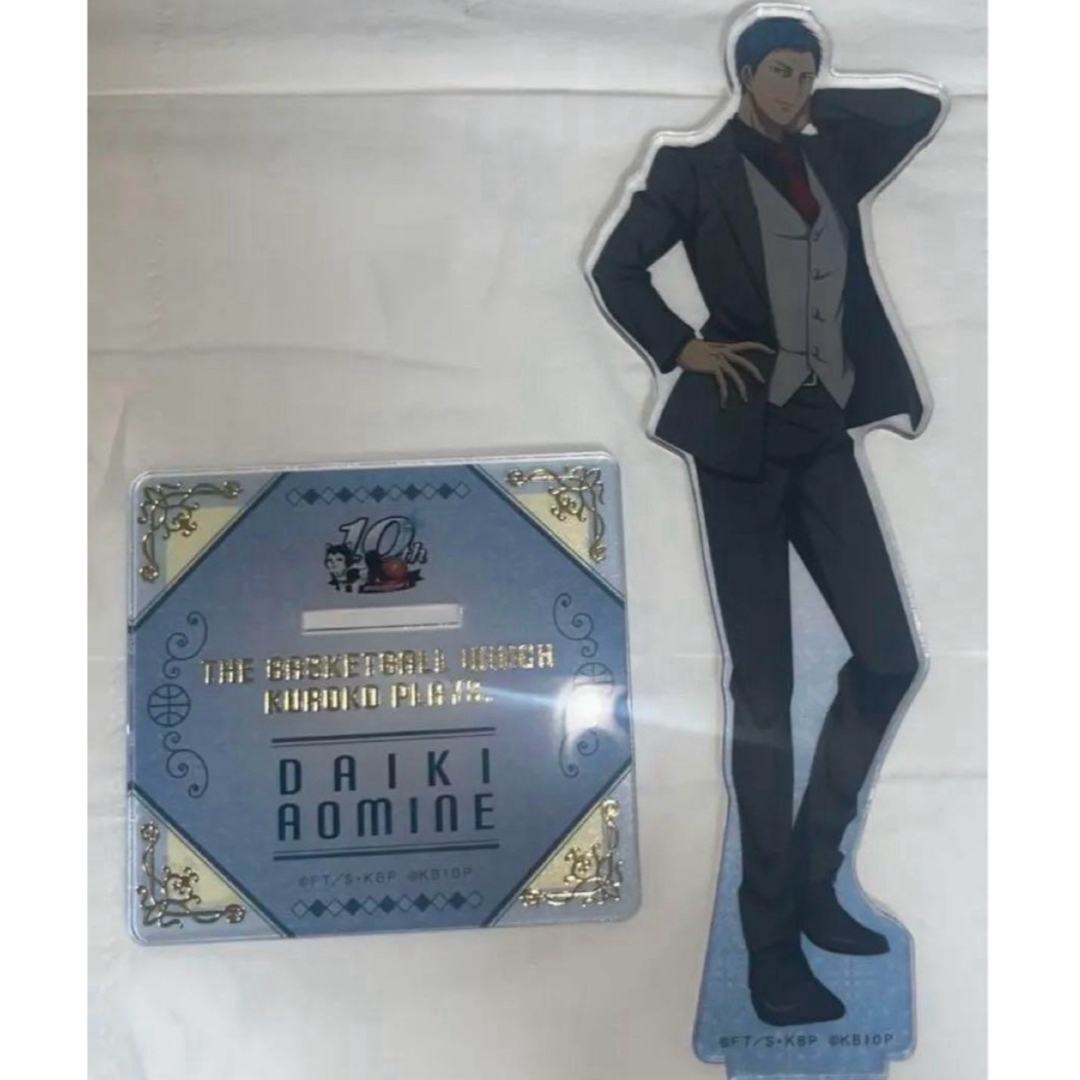 10th
THE BASKETBALL WHICH
KUROKO PLAYS.
DAIKI
AOMINE
©FT/S•KBP ©KB10P
©FT/S•KBP ©KB10P